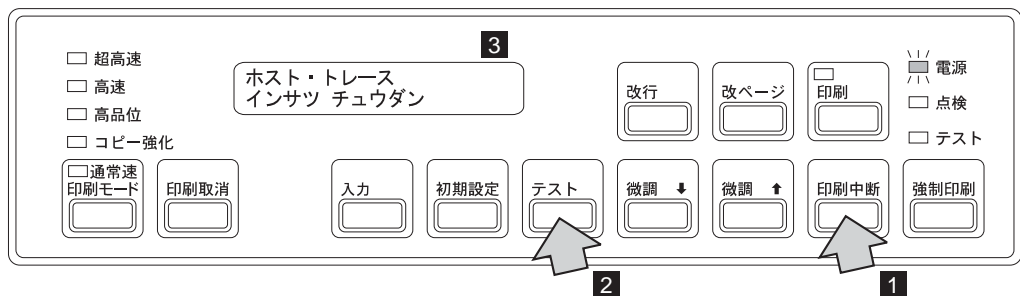 3
超高速
高速
高品位
コピー強化
ホスト・トレース
インサツ チュウダン
改行
改ページ
印刷
電源
点検
テスト
通常速
印刷モード
印刷取消
入力
初期設定
テスト
微調 ⬇
微調 ⬆
印刷中断
強制印刷
2
1